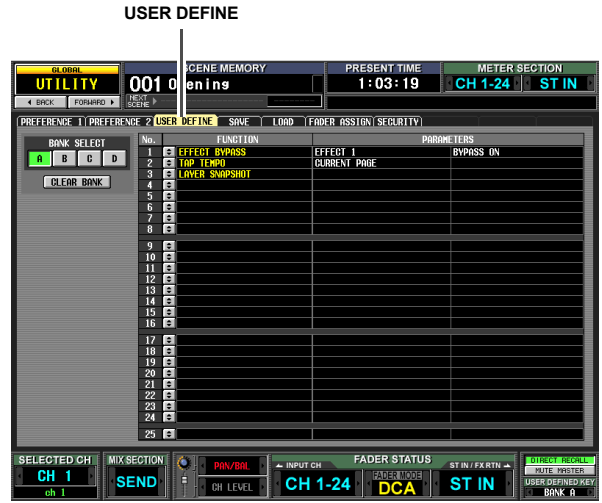 USER DEFINE
GLOBAL
UTILITY
BACK FORWARD
SCENE MEMORY
001 Opening
NEXT SCENE
PRESENT TIME
1:03:19
METER SECTION
CH 1-24 ST IN
PREFERENCE 1 PREFERENCE 2 USER DEFINE SAVE LOAD FADER ASSIGN SECURITY
BANK SELECT
A B C D
CLEAR BANK
No. FUNCTION PARAMETERS
1 EFFECT BYPASS EFFECT 1 BYPASS ON
2 TAP TEMPO CURRENT PAGE
3 LAYER SNAPSHOT
4
5
6
7
8
9
10
11
12
13
14
15
16
17
18
19
20
21
22
23
24
25
SELECTED CH
CH 1
ch 1
MIX SECTION
SEND
PAN/BAL
CH LEVEL
FADER STATUS
INPUT CH
CH 1-24
FADER MODE
DCA
ST IN / FX RTN
ST IN
DIRECT RECALL
MUTE MASTER
USER DEFINED KEY
BANK A